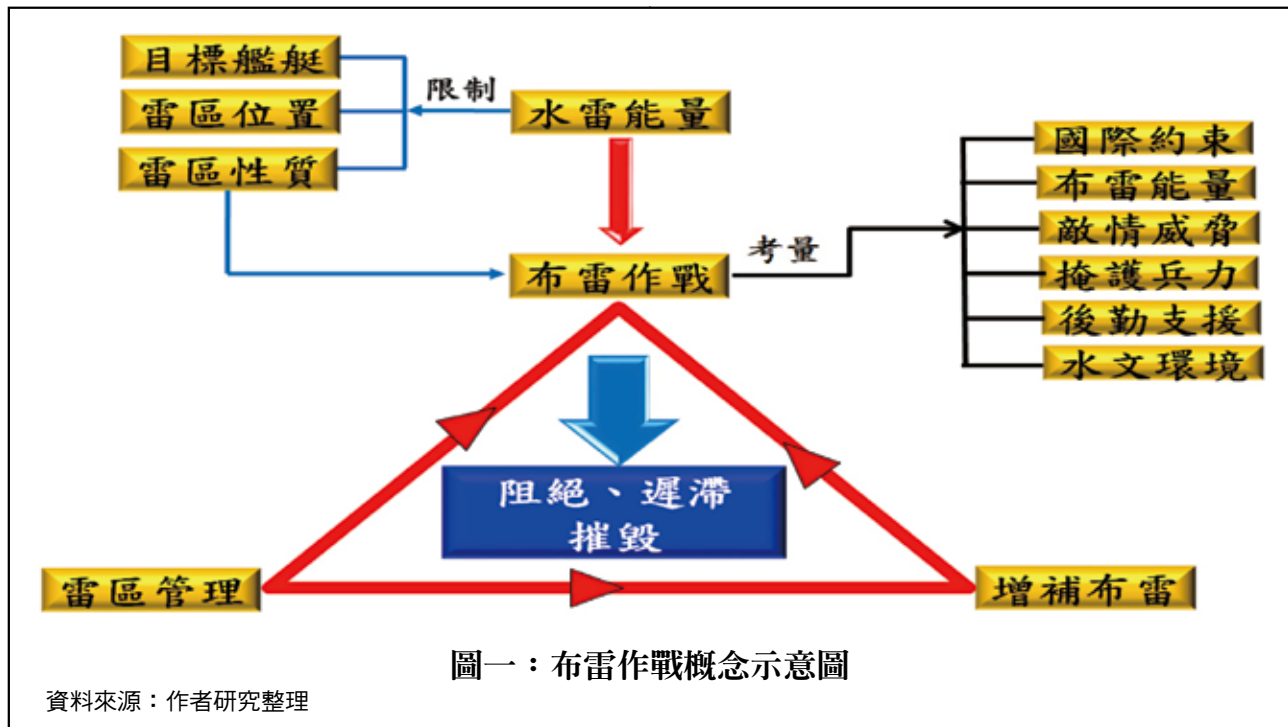 目標艦艇
雷區位置
雷區性質
限制
水雷能量
國際約束
布雷能量
敵情威脅
掩護兵力
後勤支援
水文環境
考量
布雷作戰
阻絕、遲滯
摧毀
雷區管理
增補布雷
圖一：布雷作戰概念示意圖
資料來源：作者研究整理